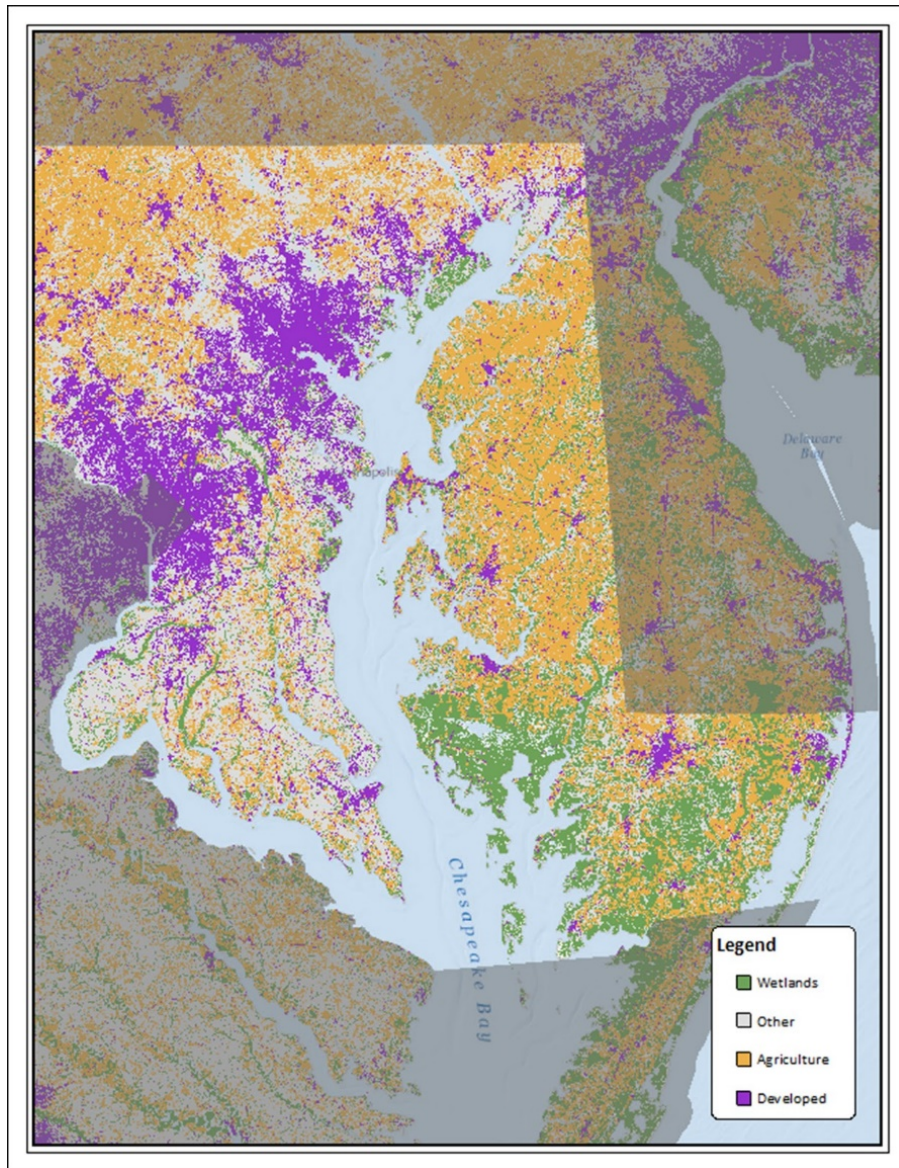 Delaware
Bay
Chesapeake Bay
Legend
Wetlands
Other
Agriculture
Developed